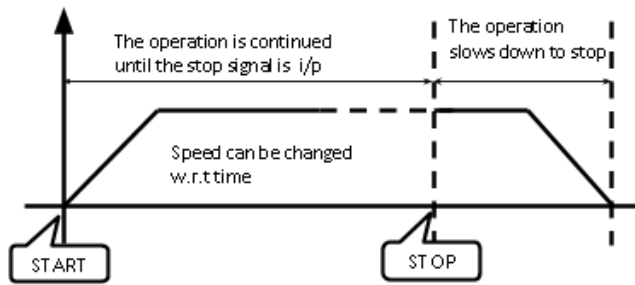 The operation is continued
until the stop signal is i/p
The operation
slows down to stop
Speed can be changed
w.r.t time
START
STOP